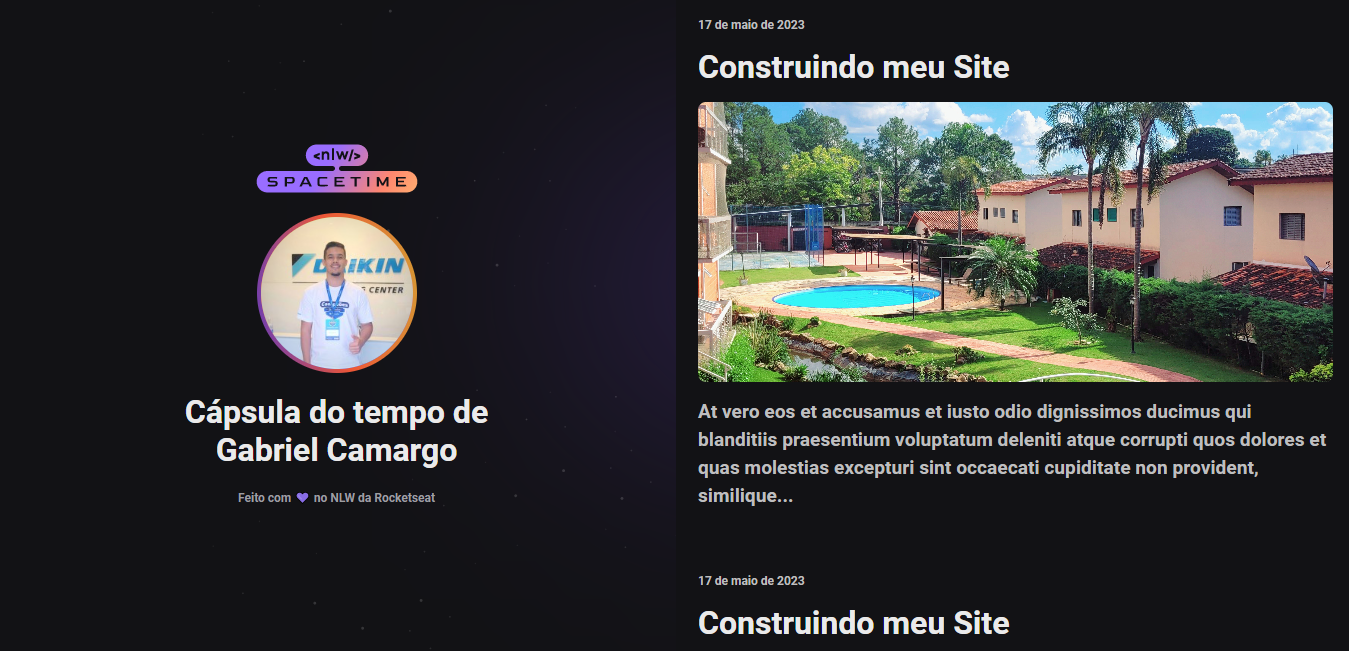 <nlw/>
SPACETIME
DAIKIN
CENTER
Cápsula do tempo de
Gabriel Camargo
Feito com 💜 no NLW da Rocketseat
17 de maio de 2023
Construindo meu Site
At vero eos et accusamus et iusto odio dignissimos ducimus qui
blanditiis praesentium voluptatum deleniti atque corrupti quos dolores et
quas molestias excepturi sint occaecati cupiditate non provident,
similique...
17 de maio de 2023
Construindo meu Site